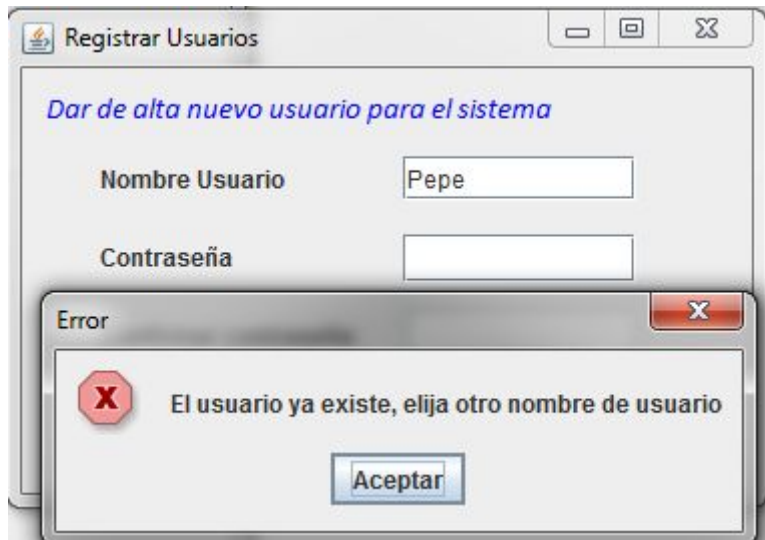 Registrar Usuarios
Dar de alta nuevo usuario para el sistema
Nombre Usuario
Pepe
Contraseña
Error
El usuario ya existe, elija otro nombre de usuario
Aceptar